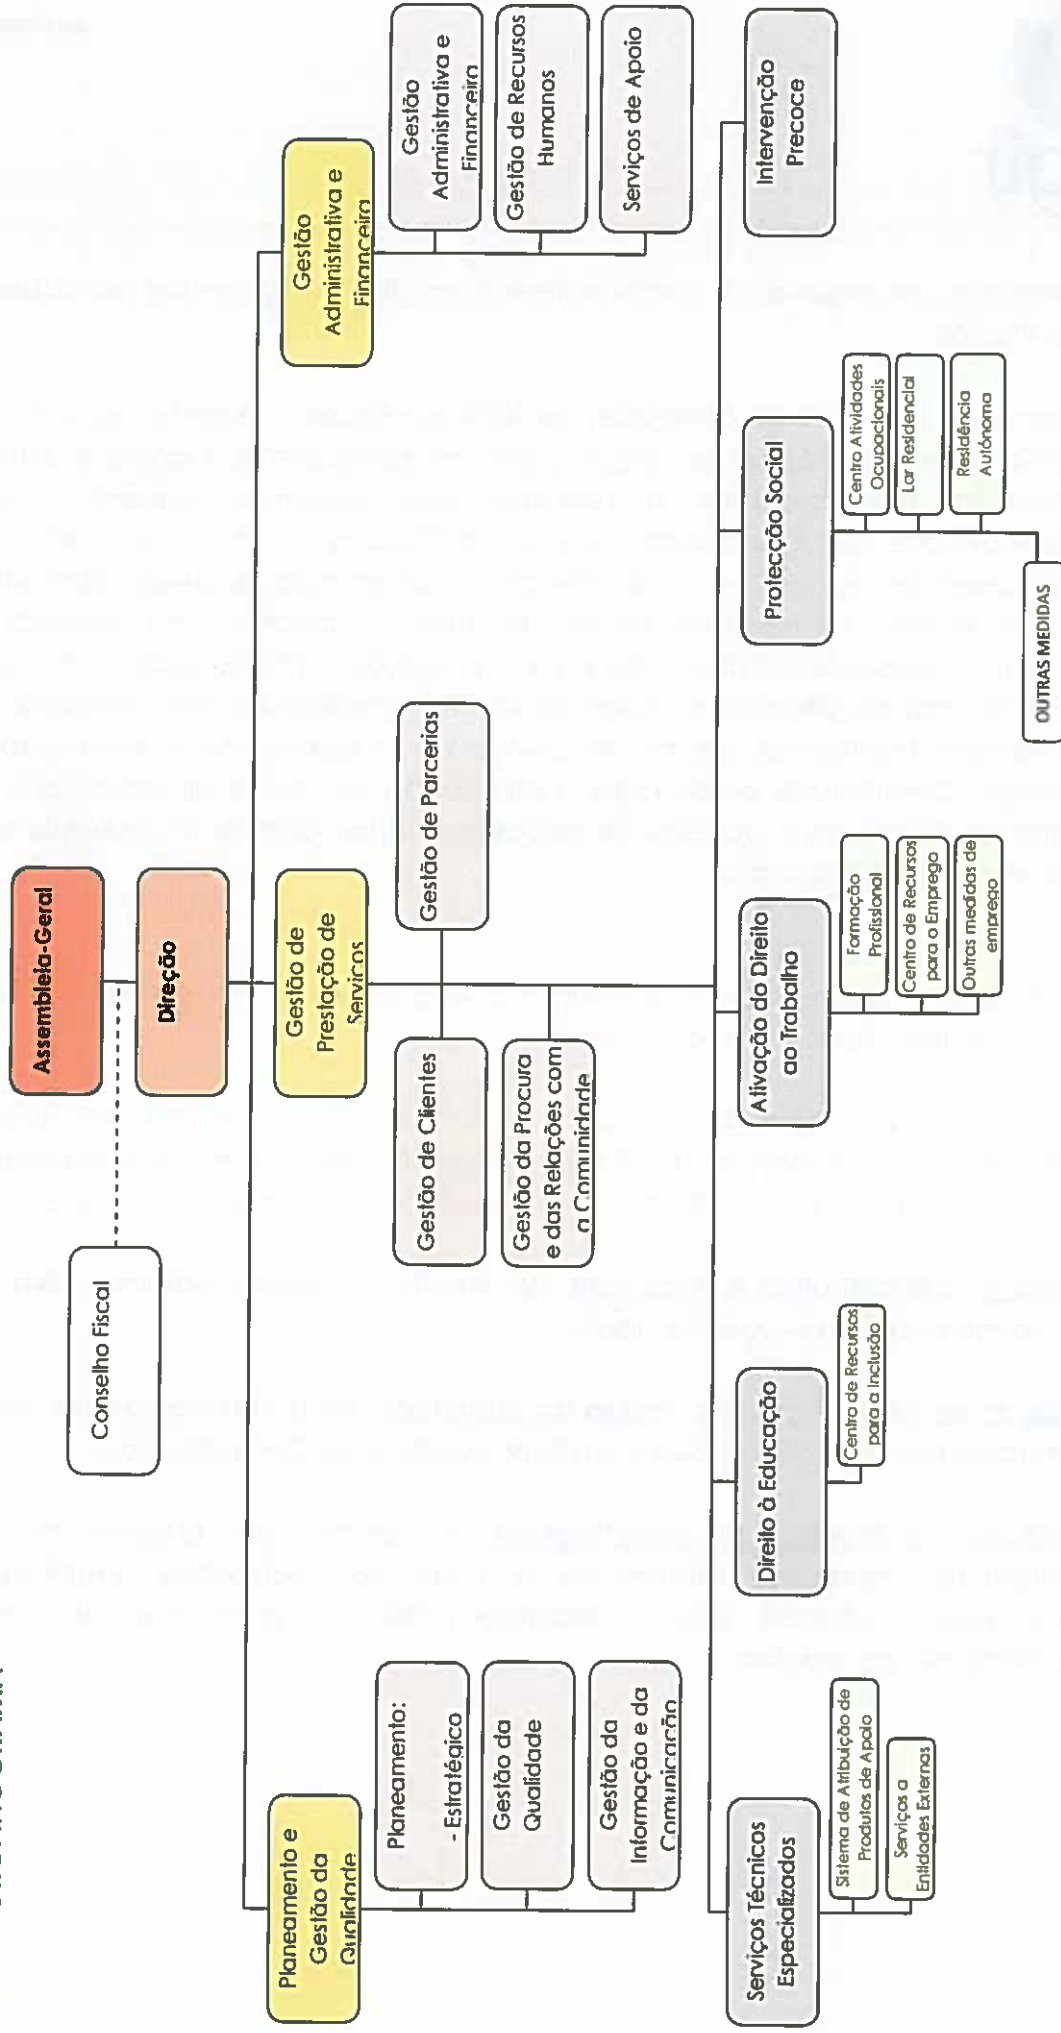 Assembleia-Geral
Conselho Fiscal
Direção
Planeamento e
Gestão da
Qualidade
Gestão de
Prestação de
Serviços
Gestão
Administrativa e
Financeira
Planeamento:
- Estratégico
Gestão da
Qualidade
Gestão da
Informação e da
Comunicação
Gestão de Clientes
Gestão de Parcerias
Gestão da Procura
e das Relações com
a Comunidade
Gestão
Administrativa e
Financeira
Gestão de Recursos
Humanos
Serviços de Apoio
Serviços Técnicos
Especializados
Sistema de Atribuição de
Produtos de Apoio
Serviços a
Entidades Externas
Direito à Educação
Centro de Recursos
para a Inclusão
Ativação do Direito
ao Trabalho
Formação
Profissional
Centro de Recursos
para o Emprego
Outras medidas de
emprego
Protecção Social
Centro Atividades
Ocupacionais
Lar Residencial
Residência
Autónoma
OUTRAS MEDIDAS
Intervenção
Precoce